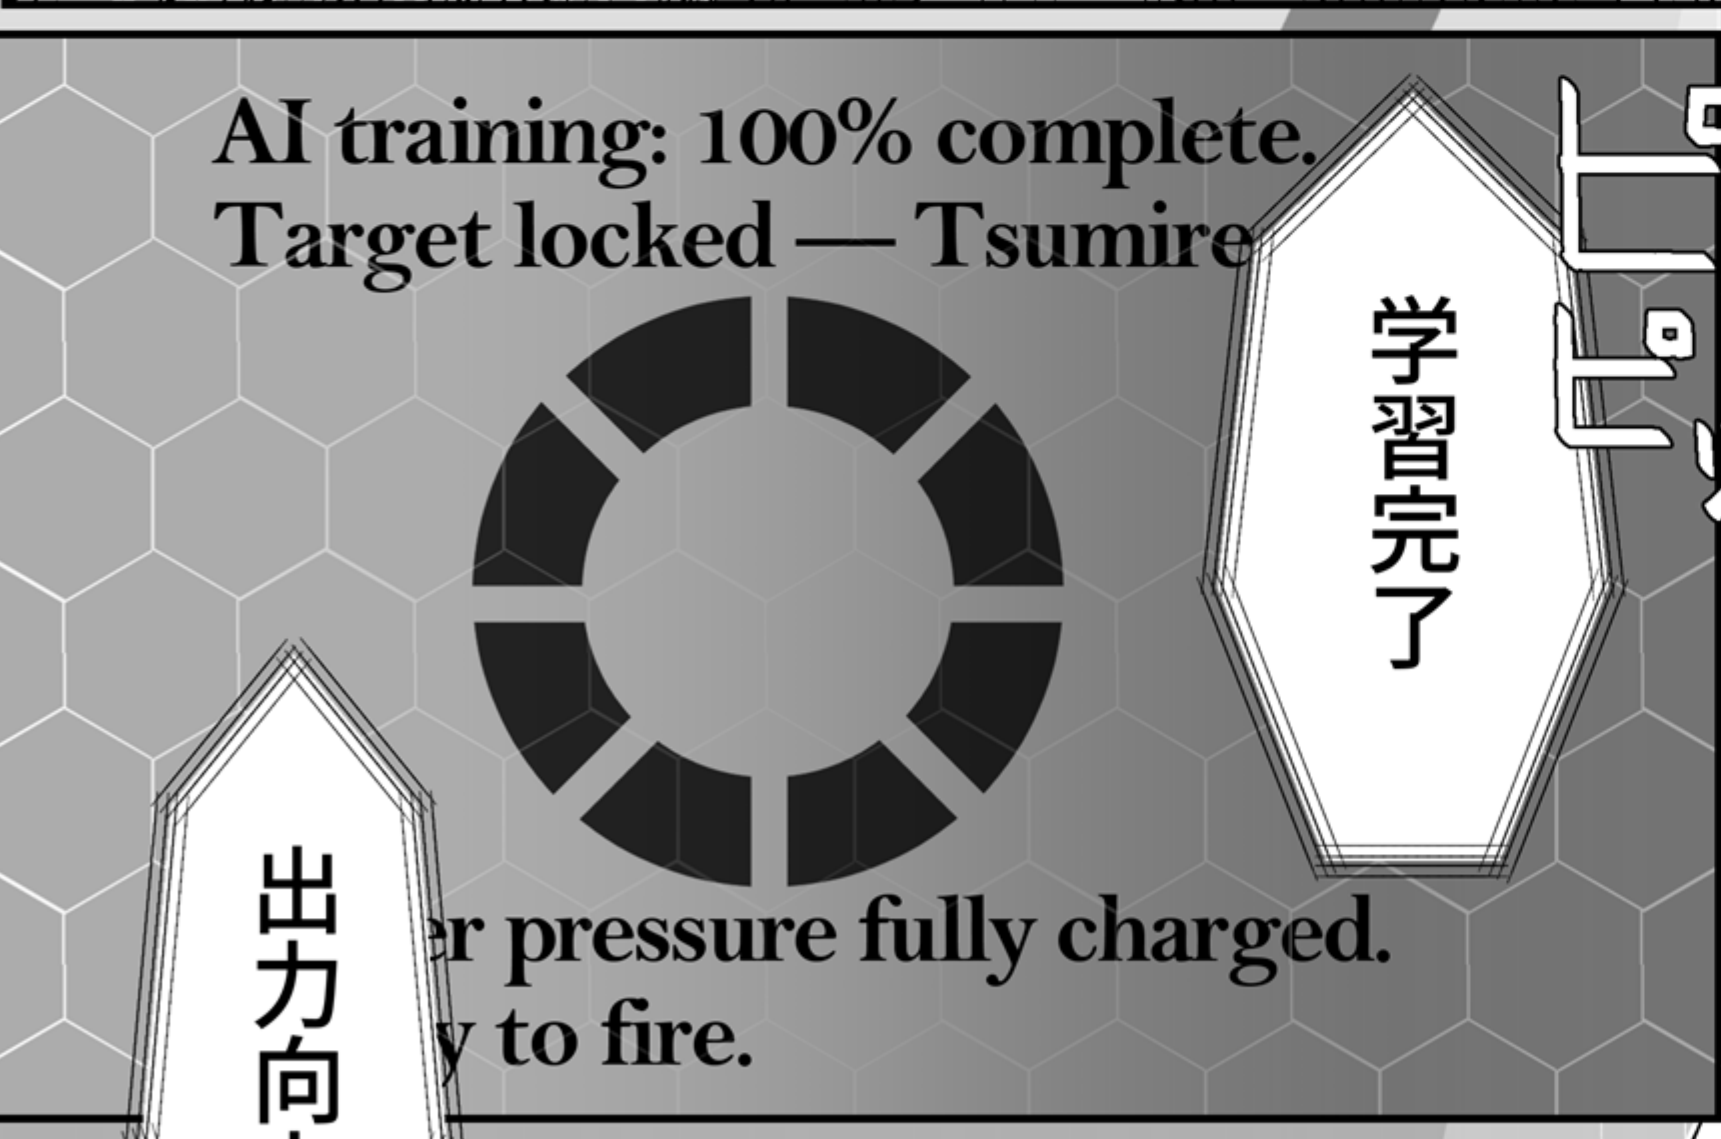 AI training: 100% complete.
Target locked — Tsumire
学習完了
pressure fully charged.
to fire.
出力向